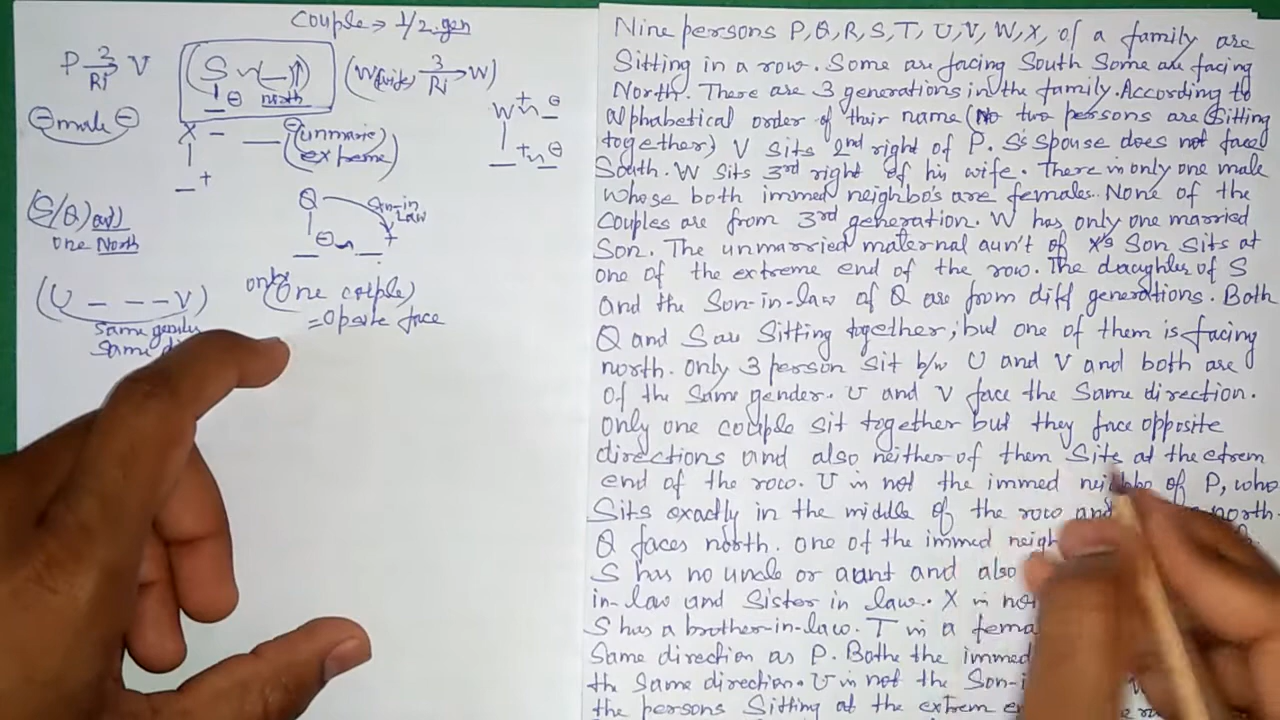 Couple → 1/2 gen
P 3/Ri → V
S ~ (_)↑
⊖ north
(W(wife) 3/Ri → W)
⊖ male ⊖
X –
⊖ (unmarie)
extreme
_ +
W + ~ ⊖
_ + ~ ⊖
(S/Q) all
one North
Q
Son-in
Law
⊖ ~ +
(U _ _ _ V)
Same gender
only
(One couple)
= Oposite face
Nine persons P, Q, R, S, T, U, V, W, X, of a family are
Sitting in a row. Some are facing South Some are facing
North. There are 3 generations in the family. According to
alphabetical order of their name (No two persons are Sitting
together) V sits 2nd right of P. S's spouse does not face
South. W sits 3rd right of his wife. There is only one male
whose both immed neighbo's are females. None of the
Couples are from 3rd generation. W has only one married
Son. The unmarried maternal aun't of X's Son Sits at
one of the extreme end of the row. The daughter of S
and the Son-in-law of Q are from diff generations. Both
Q and S are Sitting together, but one of them is facing
north. only 3 person sit b/w U and V and both are
of the Same gender. U and V face the Same direction.
Only one couple sit together but they face opposite
directions and also neither of them Sits at the etrem
end of the row. U is not the immed of P, who
Sits exactly in the middle of the row and north.
Q faces north. One of the immed
S has no uncle or aunt and also
in-law and Sister in law. X is
S has a brother-in-law. T is a
Same direction as P. Bothe the
the Same direction. U is not the
the persons Sitting at the extrem